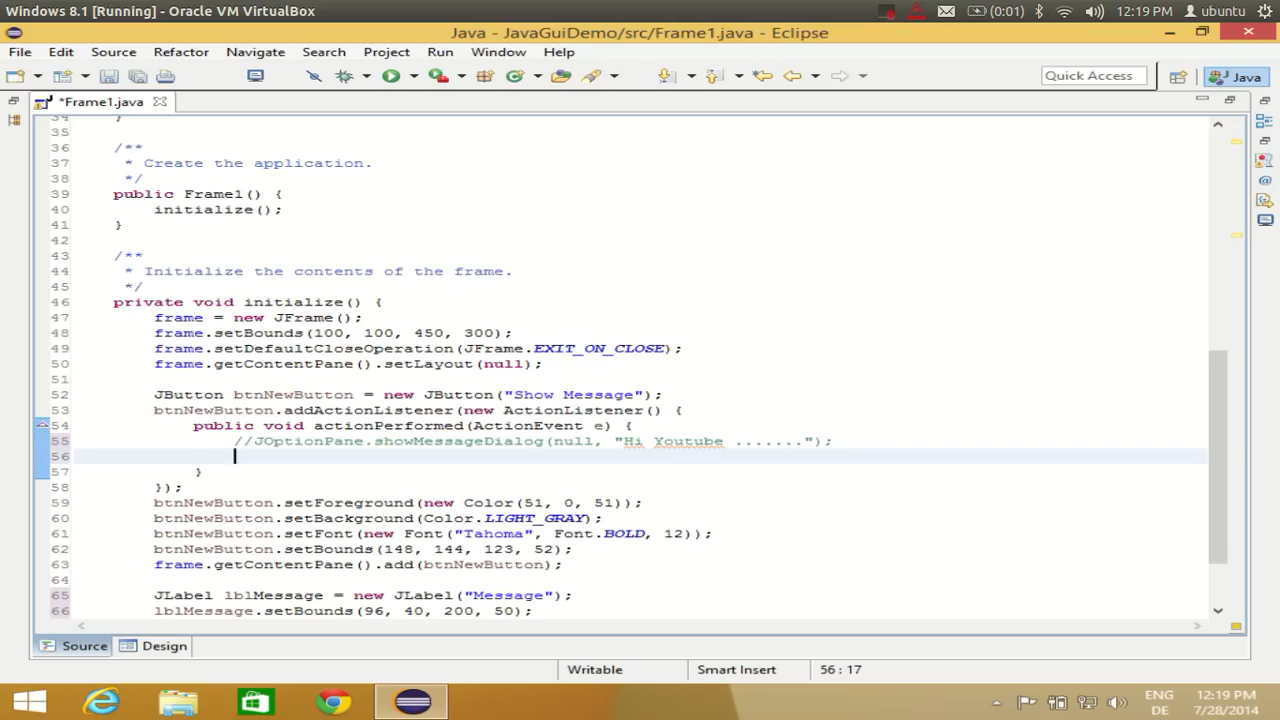 Windows 8.1 [Running] - Oracle VM VirtualBox
(0:01) 12:19 PM ubuntu
Java - JavaGuiDemo/src/Frame1.java - Eclipse
File Edit Source Refactor Navigate Search Project Run Window Help
Quick Access Java
*Frame1.java
34 }
35
36 /**
37 * Create the application.
38 */
39 public Frame1() {
40 initialize();
41 }
42
43 /**
44 * Initialize the contents of the frame.
45 */
46 private void initialize() {
47 frame = new JFrame();
48 frame.setBounds(100, 100, 450, 300);
49 frame.setDefaultCloseOperation(JFrame.EXIT_ON_CLOSE);
50 frame.getContentPane().setLayout(null);
51
52 JButton btnNewButton = new JButton("Show Message");
53 btnNewButton.addActionListener(new ActionListener() {
54 public void actionPerformed(ActionEvent e) {
55 //JOptionPane.showMessageDialog(null, "Hi Youtube .......");
56
57 }
58 });
59 btnNewButton.setForeground(new Color(51, 0, 51));
60 btnNewButton.setBackground(Color.LIGHT_GRAY);
61 btnNewButton.setFont(new Font("Tahoma", Font.BOLD, 12));
62 btnNewButton.setBounds(148, 144, 123, 52);
63 frame.getContentPane().add(btnNewButton);
64
65 JLabel lblMessage = new JLabel("Message");
66 lblMessage.setBounds(96, 40, 200, 50);
Source Design
Writable Smart Insert 56 : 17
ENG 12:19 PM
DE 7/28/2014